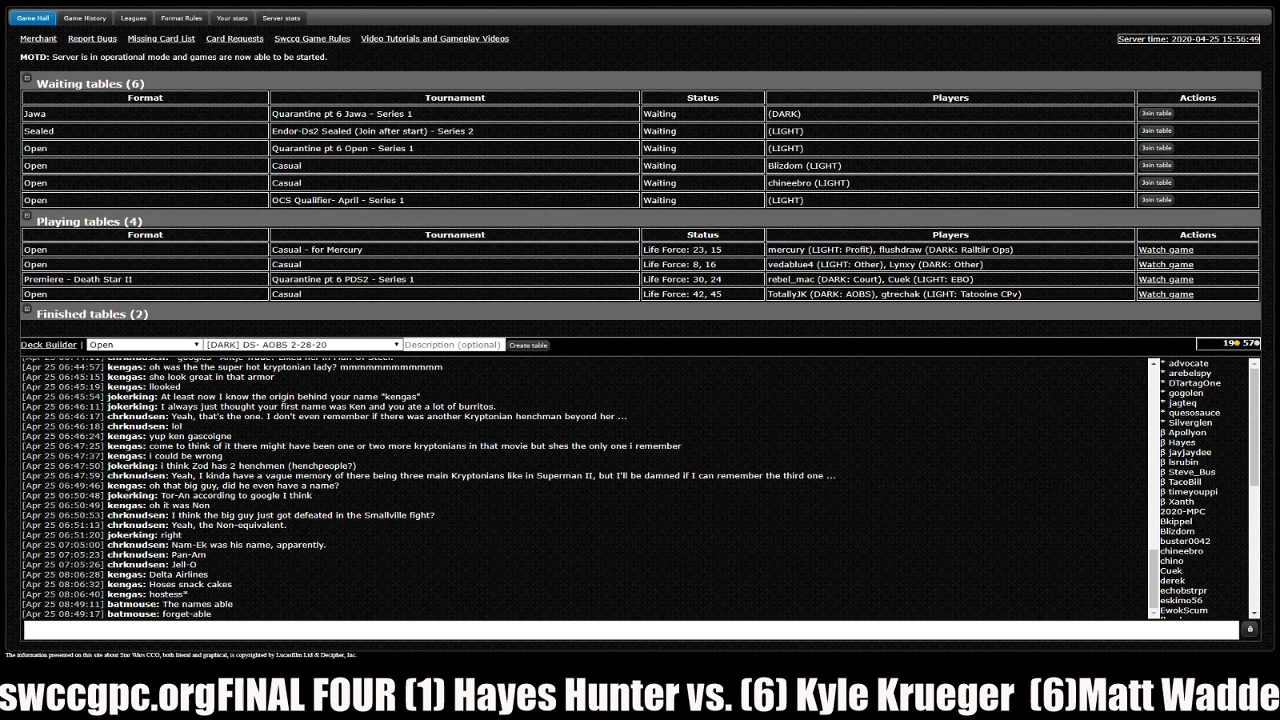 Game Hall Game History Leagues Format Rules Your stats Server stats
Merchant Report Bugs Missing Card List Card Requests Swccg Game Rules Video Tutorials and Gameplay Videos Server time: 2020-04-25 15:56:49
MOTD: Server is in operational mode and games are now able to be started.
Waiting tables (6)
Format Tournament Status Players Actions
Jawa Quarantine pt 6 Jawa - Series 1 Waiting (DARK) Join table
Sealed Endor-Ds2 Sealed (Join after start) - Series 2 Waiting (LIGHT) Join table
Open Quarantine pt 6 Open - Series 1 Waiting (LIGHT) Join table
Open Casual Waiting Blizdom (LIGHT) Join table
Open Casual Waiting chineebro (LIGHT) Join table
Open OCS Qualifier- April - Series 1 Waiting (LIGHT) Join table
Playing tables (4)
Format Tournament Status Players Actions
Open Casual - for Mercury Life Force: 23, 15 mercury (LIGHT: Profit), flushdraw (DARK: Ralltiir Ops) Watch game
Open Casual Life Force: 8, 16 vedablue4 (LIGHT: Other), Lynxy (DARK: Other) Watch game
Premiere - Death Star II Quarantine pt 6 PDS2 - Series 1 Life Force: 30, 24 rebel_mac (DARK: Court), Cuek (LIGHT: EBO) Watch game
Open Casual Life Force: 42, 45 TotallyJK (DARK: AOBS), gtrechak (LIGHT: Tatooine CPv) Watch game
Finished tables (2)
Deck Builder | Open [DARK] DS- AOBS 2-28-20 Description (optional) Create table 19 57
[Apr 25 06:44:57] kengas: oh was the the super hot kryptonian lady? mmmmmmmmmmmm
[Apr 25 06:45:15] kengas: she look great in that armor
[Apr 25 06:45:19] kengas: llooked
[Apr 25 06:45:54] jokerking: At least now I know the origin behind your name "kengas"
[Apr 25 06:46:11] jokerking: I always just thought your first name was Ken and you ate a lot of burritos.
[Apr 25 06:46:17] chrknudsen: Yeah, that's the one. I don't even remember if there was another Kryptonian henchman beyond her ...
[Apr 25 06:46:18] chrknudsen: lol
[Apr 25 06:46:24] kengas: yup ken gascoigne
[Apr 25 06:47:25] kengas: come to think of it there might have been one or two more kryptonians in that movie but shes the only one i remember
[Apr 25 06:47:37] kengas: i could be wrong
[Apr 25 06:47:50] jokerking: i think Zod has 2 henchmen (henchpeople?)
[Apr 25 06:47:59] chrknudsen: Yeah, I kinda have a vague memory of there being three main Kryptonians like in Superman II, but I'll be damned if I can remember the third one ...
[Apr 25 06:49:46] kengas: oh that big guy, did he even have a name?
[Apr 25 06:50:48] jokerking: Tor-An according to google I think
[Apr 25 06:50:49] kengas: oh it was Non
[Apr 25 06:50:53] chrknudsen: I think the big guy just got defeated in the Smallville fight?
[Apr 25 06:51:13] chrknudsen: Yeah, the Non-equivalent.
[Apr 25 06:51:20] jokerking: right
[Apr 25 07:05:00] chrknudsen: Nam-Ek was his name, apparently.
[Apr 25 07:05:23] chrknudsen: Pan-Am
[Apr 25 07:05:26] chrknudsen: Jell-O
[Apr 25 08:06:28] kengas: Delta Airlines
[Apr 25 08:06:32] kengas: Hoses snack cakes
[Apr 25 08:06:40] kengas: hostess*
[Apr 25 08:49:11] batmouse: The names able
[Apr 25 08:49:17] batmouse: forget-able
* advocate
* arebelspy
* DTartagOne
* gogolen
* jagteq
* quesosauce
* Silverglen
β Apollyon
β Hayes
β jayjaydee
β lsrubin
β Steve_Bus
β TacoBill
β timeyouppi
β Xanth
2020-MPC
Bkippel
Blizdom
buster0042
chineebro
chino
Cuek
derek
echobstrpr
eskimo56
EwokScum
The information presented on this site about Star Wars CCG, both literal and graphical, is copyrighted by Lucasfilm Ltd & Decipher, Inc.
swccgpc.orgFINAL FOUR (1) Hayes Hunter vs. (6) Kyle Krueger (6)Matt Wadde